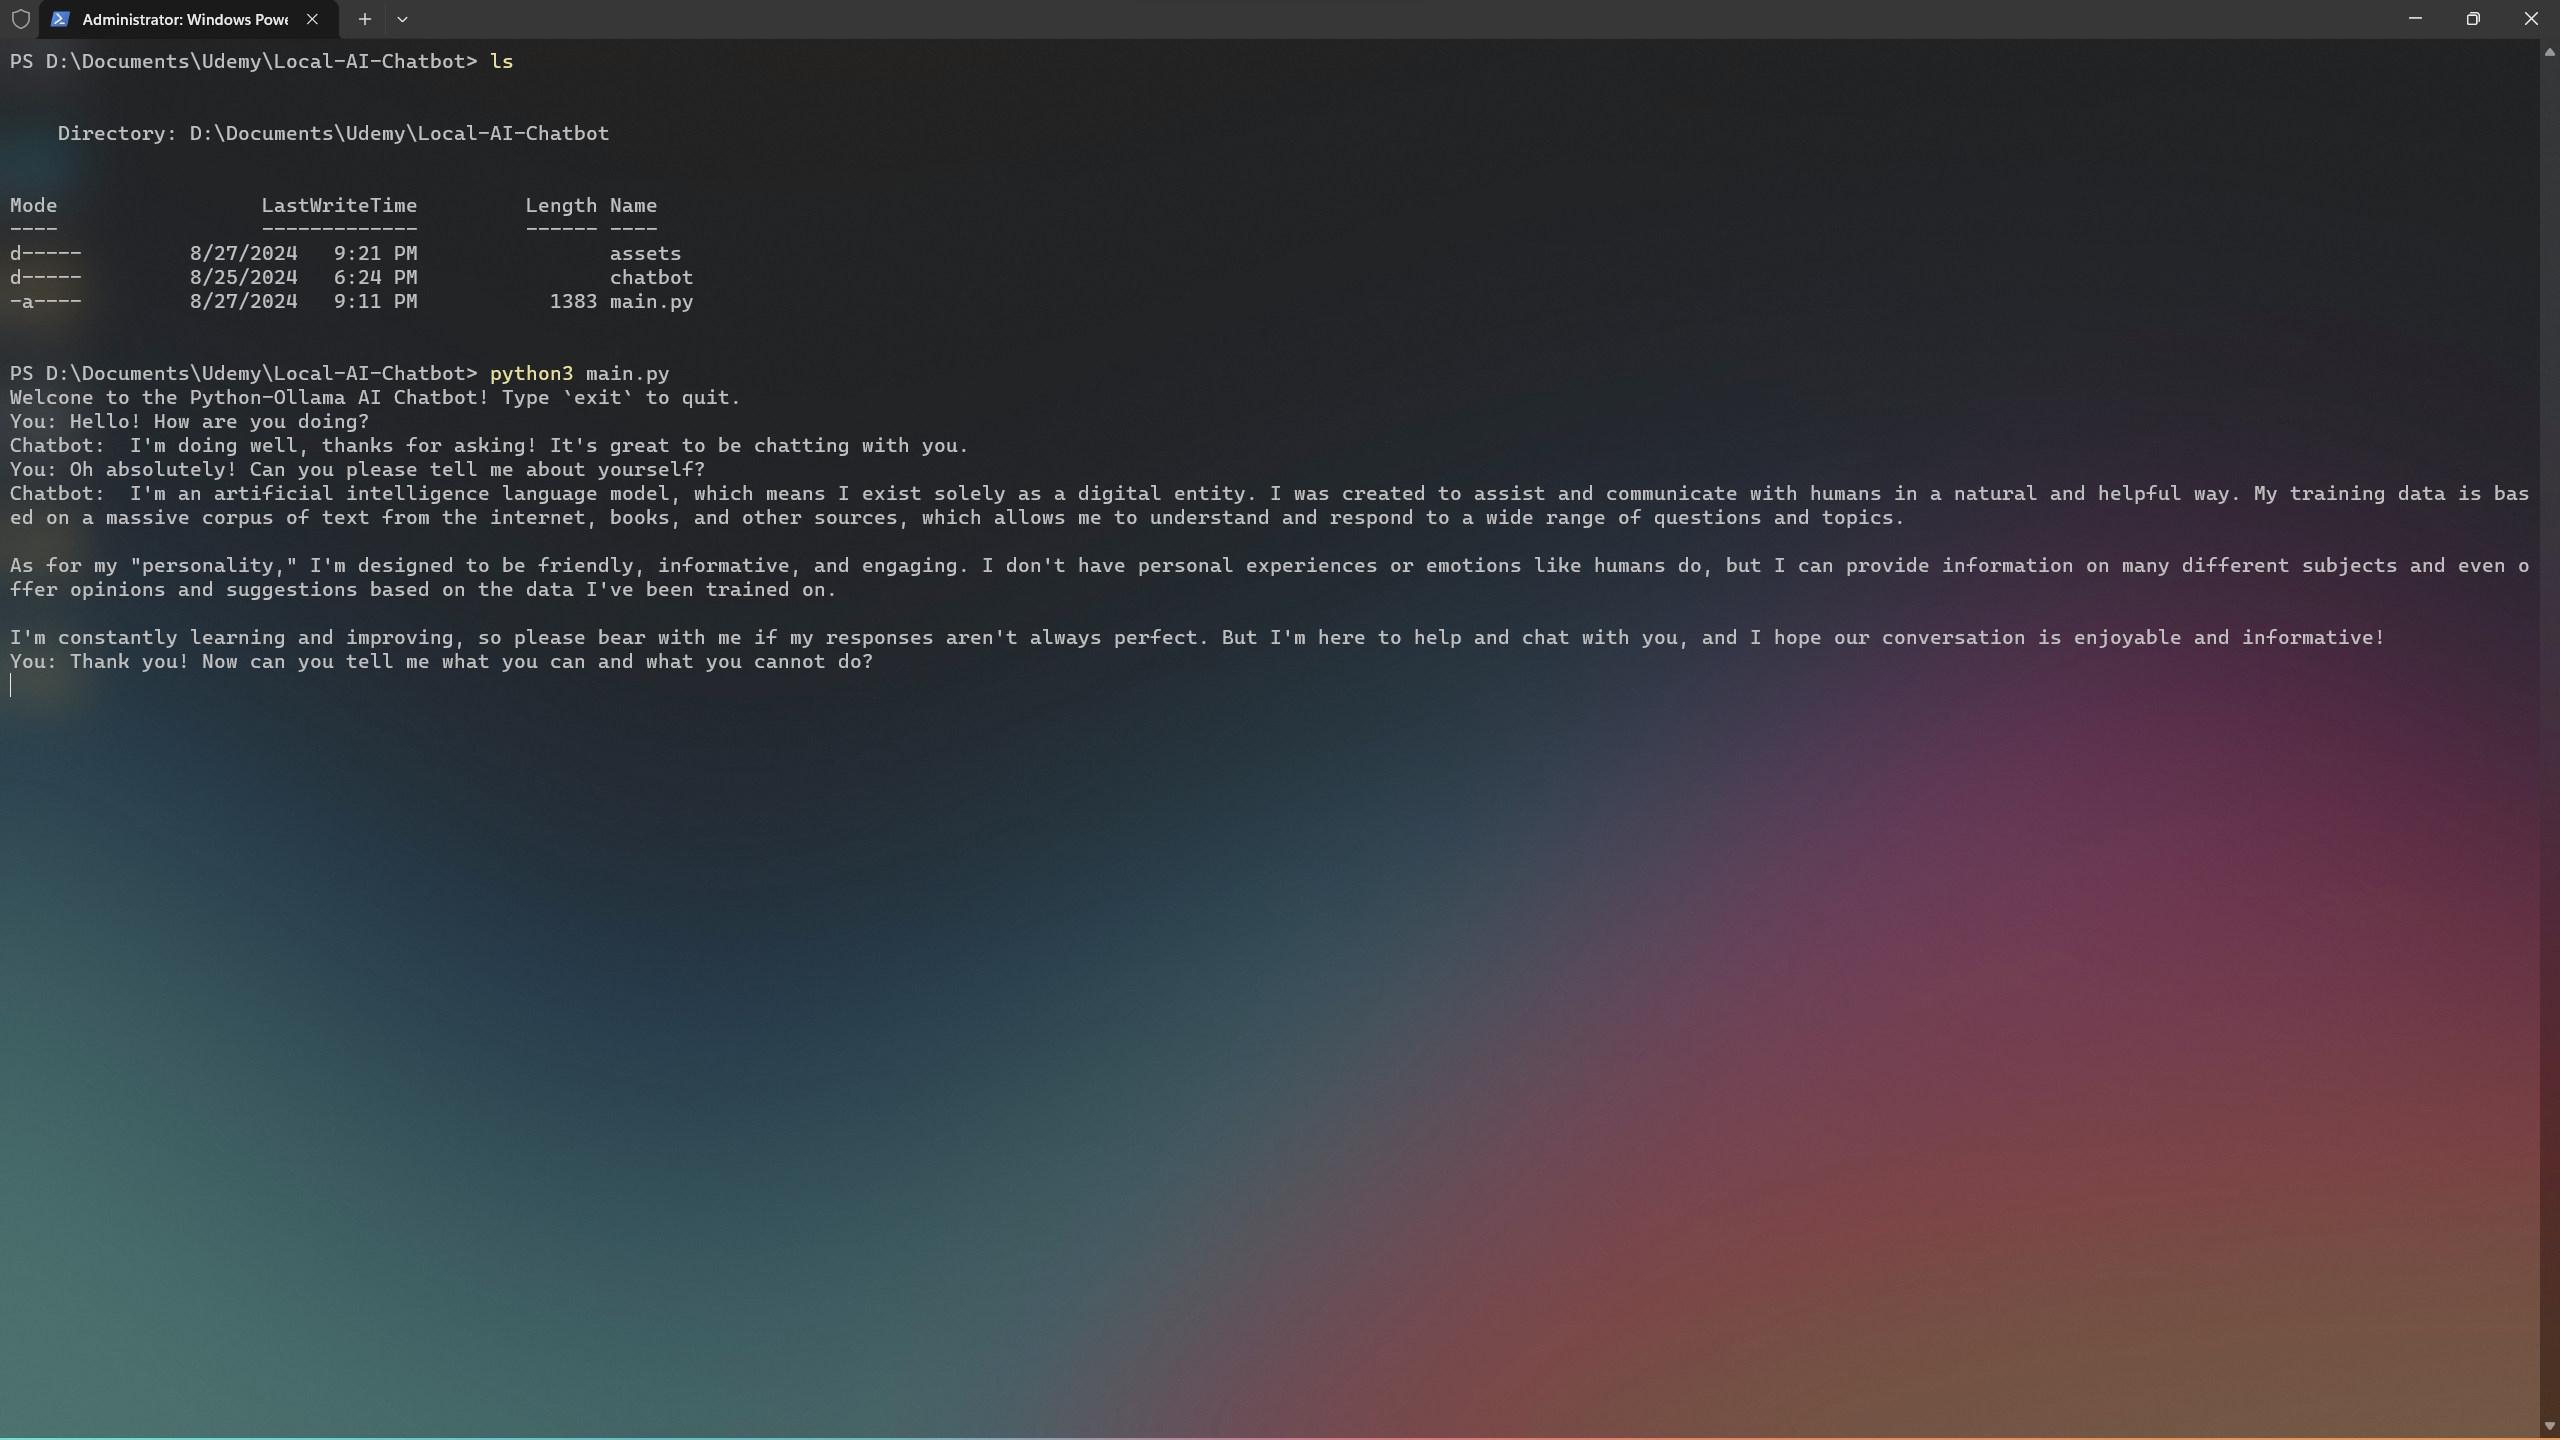 Administrator: Windows Powe
PS D:\Documents\Udemy\Local-AI-Chatbot> ls
Directory: D:\Documents\Udemy\Local-AI-Chatbot
Mode                 LastWriteTime         Length Name
----                 -------------         ------ ----
d-----         8/27/2024   9:21 PM                assets
d-----         8/25/2024   6:24 PM                chatbot
-a----         8/27/2024   9:11 PM           1383 main.py
PS D:\Documents\Udemy\Local-AI-Chatbot> python3 main.py
Welcone to the Python-Ollama AI Chatbot! Type `exit` to quit.
You: Hello! How are you doing?
Chatbot:  I'm doing well, thanks for asking! It's great to be chatting with you.
You: Oh absolutely! Can you please tell me about yourself?
Chatbot:  I'm an artificial intelligence language model, which means I exist solely as a digital entity. I was created to assist and communicate with humans in a natural and helpful way. My training data is bas
ed on a massive corpus of text from the internet, books, and other sources, which allows me to understand and respond to a wide range of questions and topics.
As for my "personality," I'm designed to be friendly, informative, and engaging. I don't have personal experiences or emotions like humans do, but I can provide information on many different subjects and even o
ffer opinions and suggestions based on the data I've been trained on.
I'm constantly learning and improving, so please bear with me if my responses aren't always perfect. But I'm here to help and chat with you, and I hope our conversation is enjoyable and informative!
You: Thank you! Now can you tell me what you can and what you cannot do?